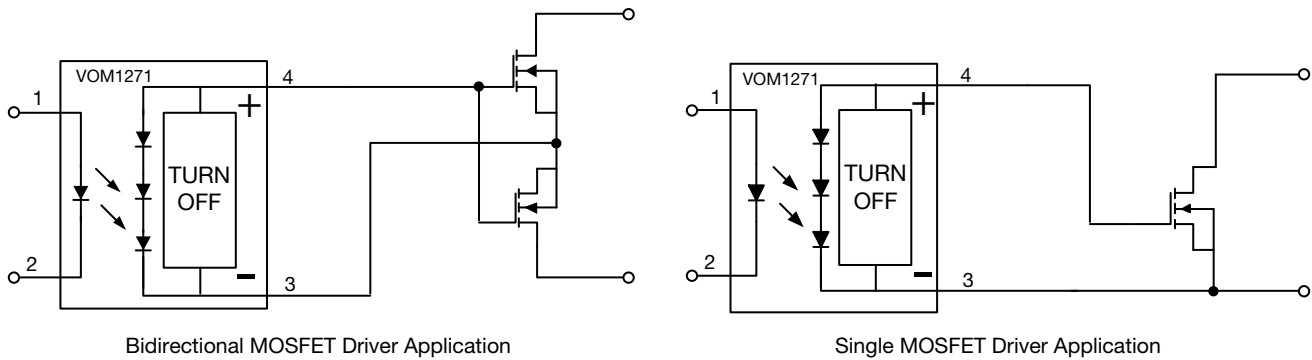 VOM1271
1
2
4
+
TURN
OFF
–
3
Bidirectional MOSFET Driver Application
VOM1271
1
2
4
+
TURN
OFF
–
3
Single MOSFET Driver Application